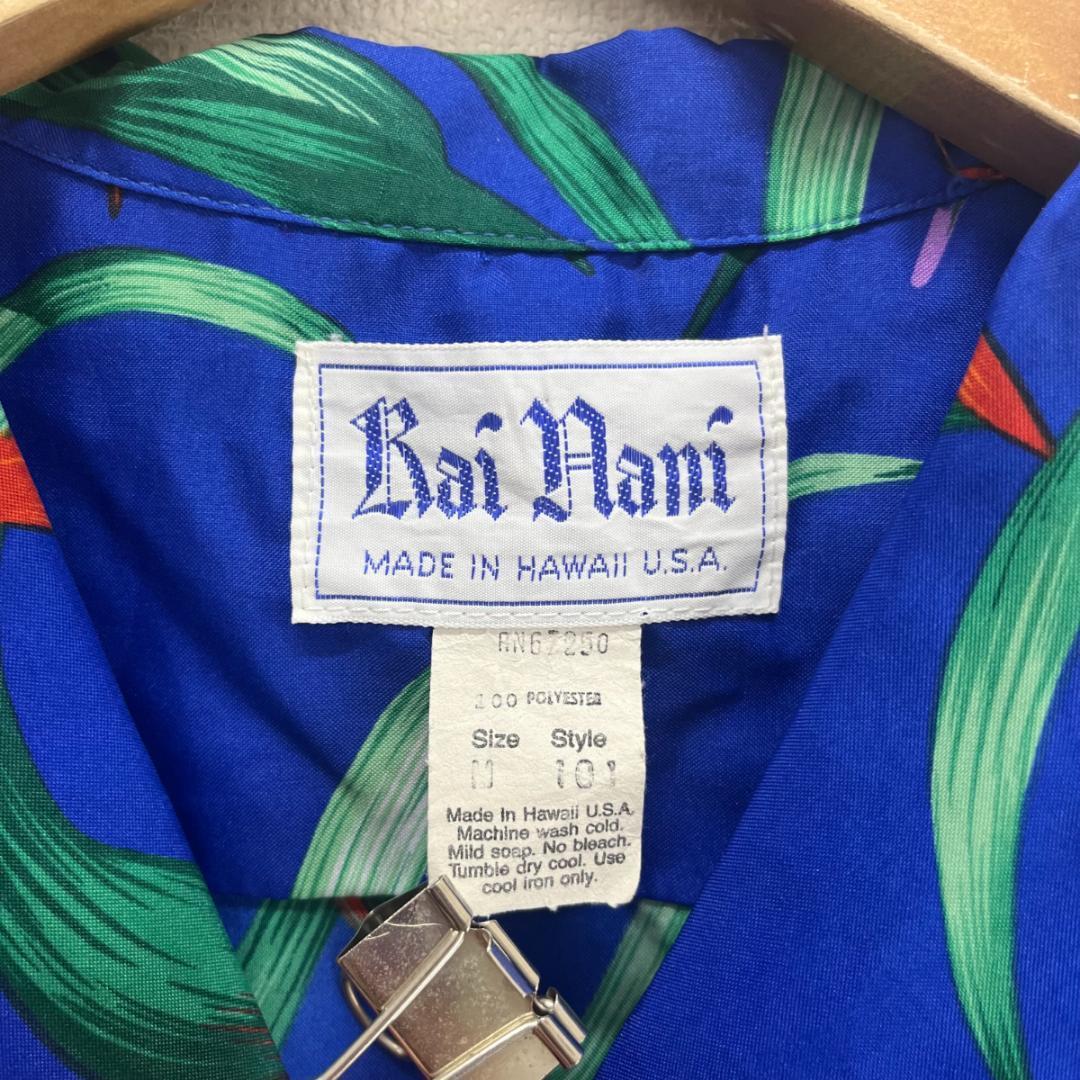 Kai Nani
MADE IN HAWAII U.S.A.
RN67250
100 POLYESTER
Size Style
M 101
Made In Hawaii U.S.A.
Machine wash cold.
Mild soap. No bleach.
Tumble dry cool. Use
cool iron only.